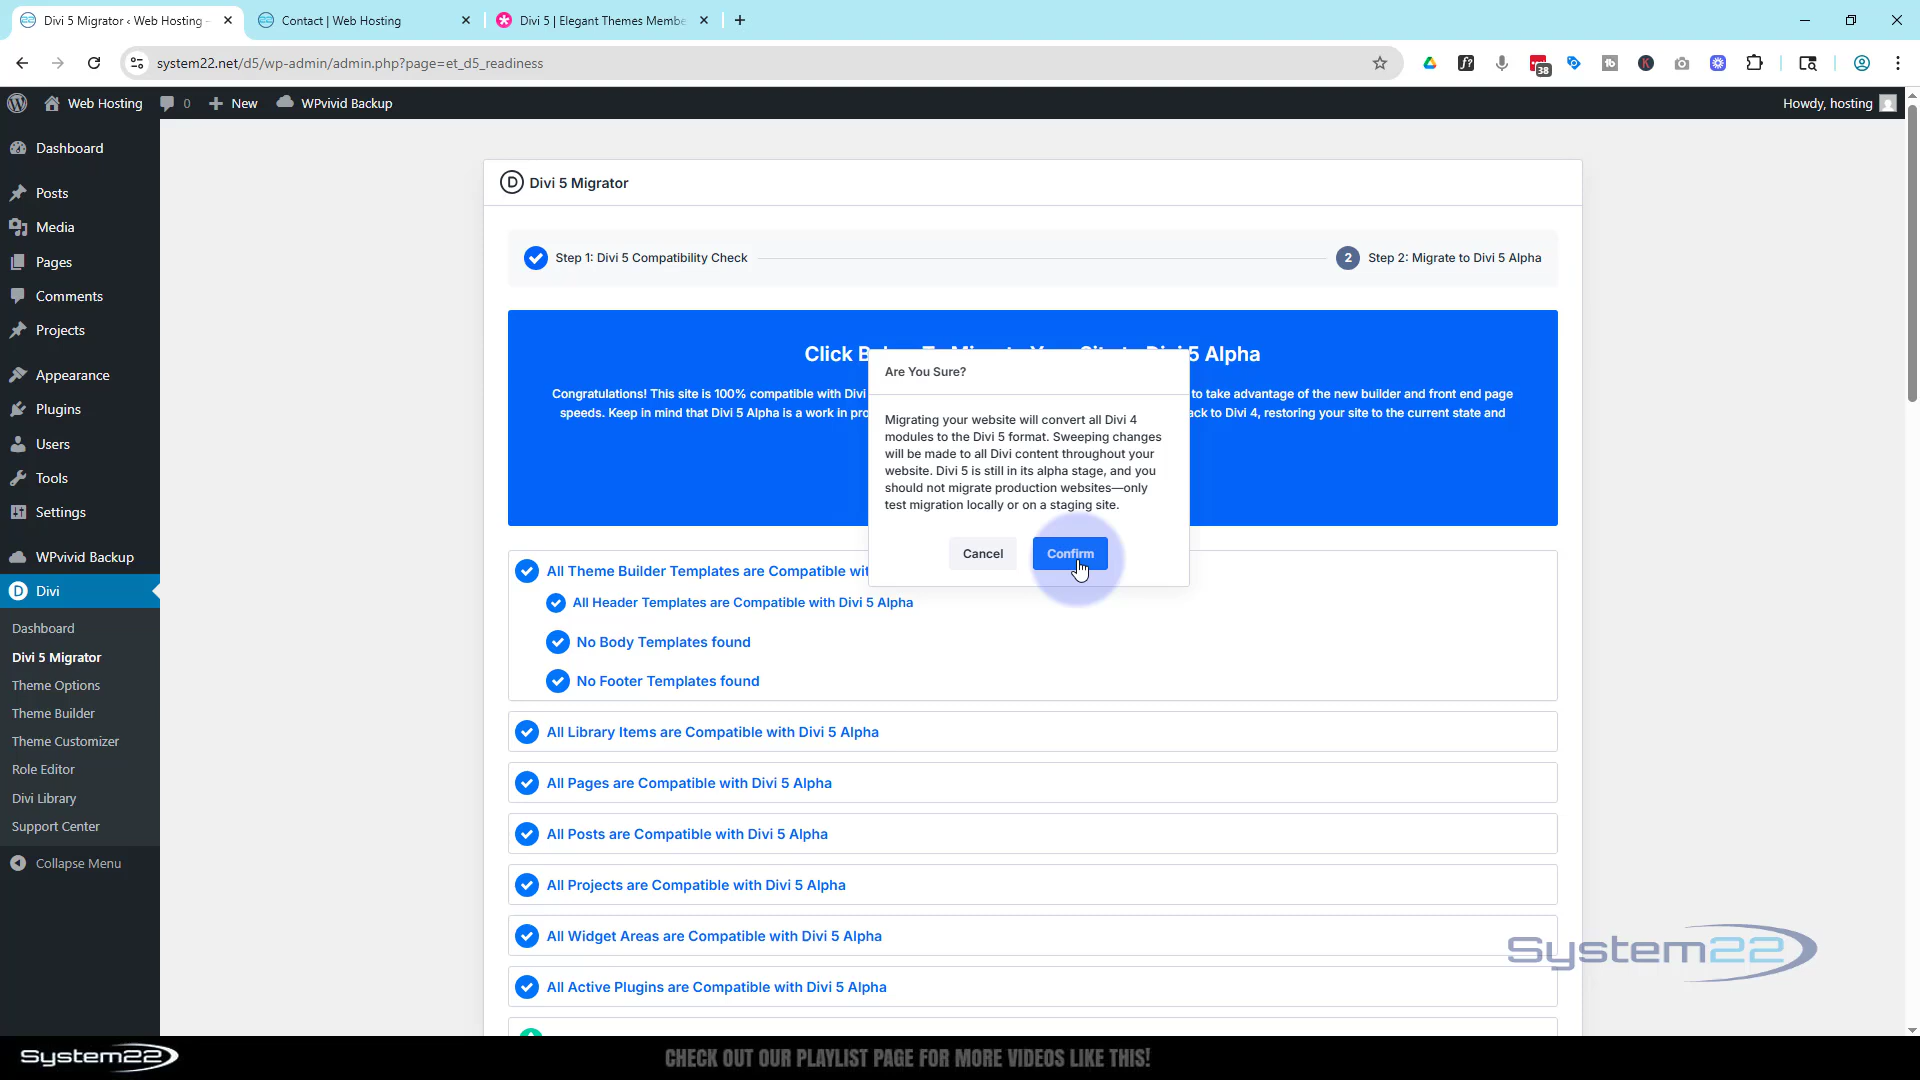 Divi 5 Migrator ‹ Web Hosting –
Contact | Web Hosting
Divi 5 | Elegant Themes Membe
system22.net/d5/wp-admin/admin.php?page=et_d5_readiness
38
Web Hosting
0
New
WPvivid Backup
Howdy, hosting
Dashboard
Posts
Media
Pages
Comments
Projects
Appearance
Plugins
Users
Tools
Settings
WPvivid Backup
Divi
Dashboard
Divi 5 Migrator
Theme Options
Theme Builder
Theme Customizer
Role Editor
Divi Library
Support Center
Collapse Menu
D Divi 5 Migrator
Step 1: Divi 5 Compatibility Check
2 Step 2: Migrate to Divi 5 Alpha
Click Below To Migrate Your Site to Divi 5 Alpha
Congratulations! This site is 100% compatible with Divi to take advantage of the new builder and front end page
speeds. Keep in mind that Divi 5 Alpha is a work in pro ck to Divi 4, restoring your site to the current state and
Are You Sure?
Migrating your website will convert all Divi 4
modules to the Divi 5 format. Sweeping changes
will be made to all Divi content throughout your
website. Divi 5 is still in its alpha stage, and you
should not migrate production websites—only
test migration locally or on a staging site.
Cancel
Confirm
All Theme Builder Templates are Compatible wit
All Header Templates are Compatible with Divi 5 Alpha
No Body Templates found
No Footer Templates found
All Library Items are Compatible with Divi 5 Alpha
All Pages are Compatible with Divi 5 Alpha
All Posts are Compatible with Divi 5 Alpha
All Projects are Compatible with Divi 5 Alpha
All Widget Areas are Compatible with Divi 5 Alpha
All Active Plugins are Compatible with Divi 5 Alpha
System22
System22
CHECK OUT OUR PLAYLIST PAGE FOR MORE VIDEOS LIKE THIS!